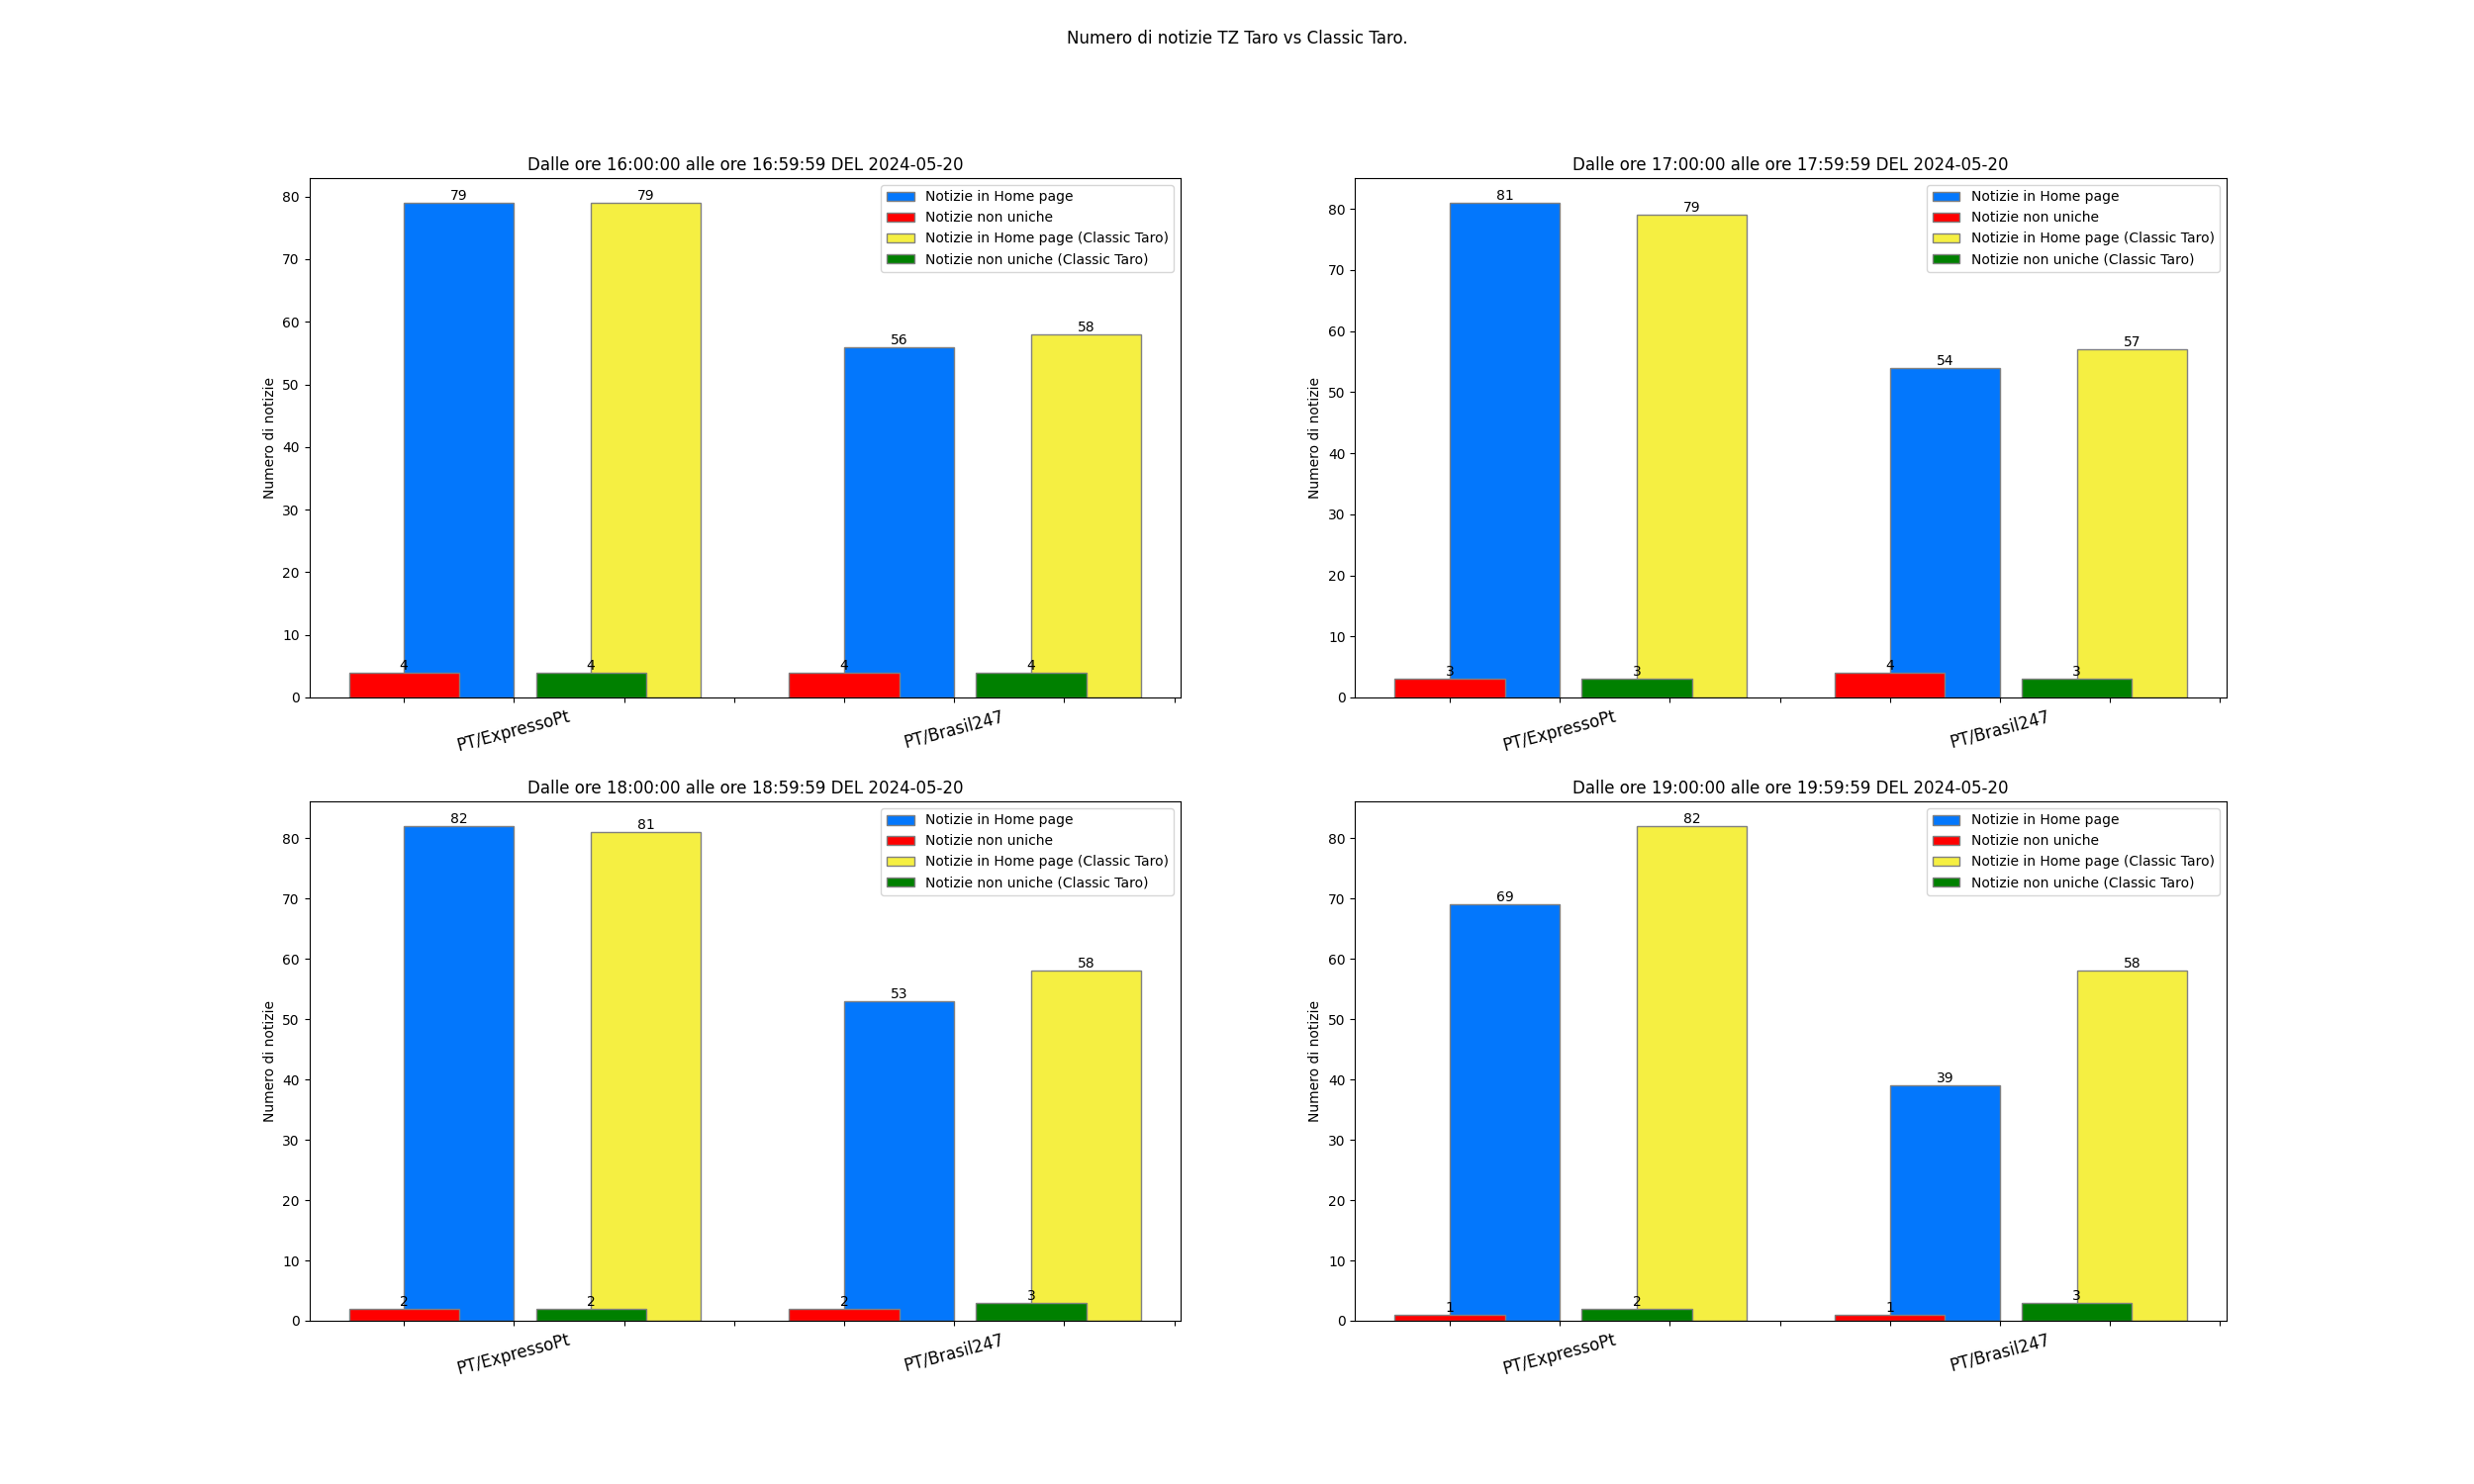 Numero di notizie TZ Taro vs Classic Taro.
Dalle ore 16:00:00 alle ore 16:59:59 DEL 2024-05-20
Numero di notizie
80
70
60
50
40
30
20
10
0
79
79
56
58
4
4
4
4
Notizie in Home page
Notizie non uniche
Notizie in Home page (Classic Taro)
Notizie non uniche (Classic Taro)
PT/ExpressoPt
PT/Brasil247
Dalle ore 17:00:00 alle ore 17:59:59 DEL 2024-05-20
Numero di notizie
80
70
60
50
40
30
20
10
0
81
79
54
57
3
3
4
3
Notizie in Home page
Notizie non uniche
Notizie in Home page (Classic Taro)
Notizie non uniche (Classic Taro)
PT/ExpressoPt
PT/Brasil247
Dalle ore 18:00:00 alle ore 18:59:59 DEL 2024-05-20
Numero di notizie
80
70
60
50
40
30
20
10
0
82
81
53
58
2
2
2
3
Notizie in Home page
Notizie non uniche
Notizie in Home page (Classic Taro)
Notizie non uniche (Classic Taro)
PT/ExpressoPt
PT/Brasil247
Dalle ore 19:00:00 alle ore 19:59:59 DEL 2024-05-20
Numero di notizie
80
70
60
50
40
30
20
10
0
69
82
39
58
1
2
1
3
Notizie in Home page
Notizie non uniche
Notizie in Home page (Classic Taro)
Notizie non uniche (Classic Taro)
PT/ExpressoPt
PT/Brasil247